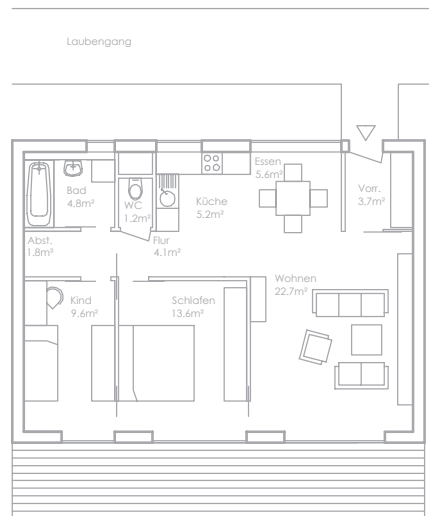 Laubengang
Essen
5.6m²
Bad
4.8m²
Vorr.
3.7m²
WC
1.2m²
Küche
5.2m²
Abst.
1.8m²
Flur
4.1m²
Wohnen
22.7m²
Kind
9.6m²
Schlafen
13.6m²